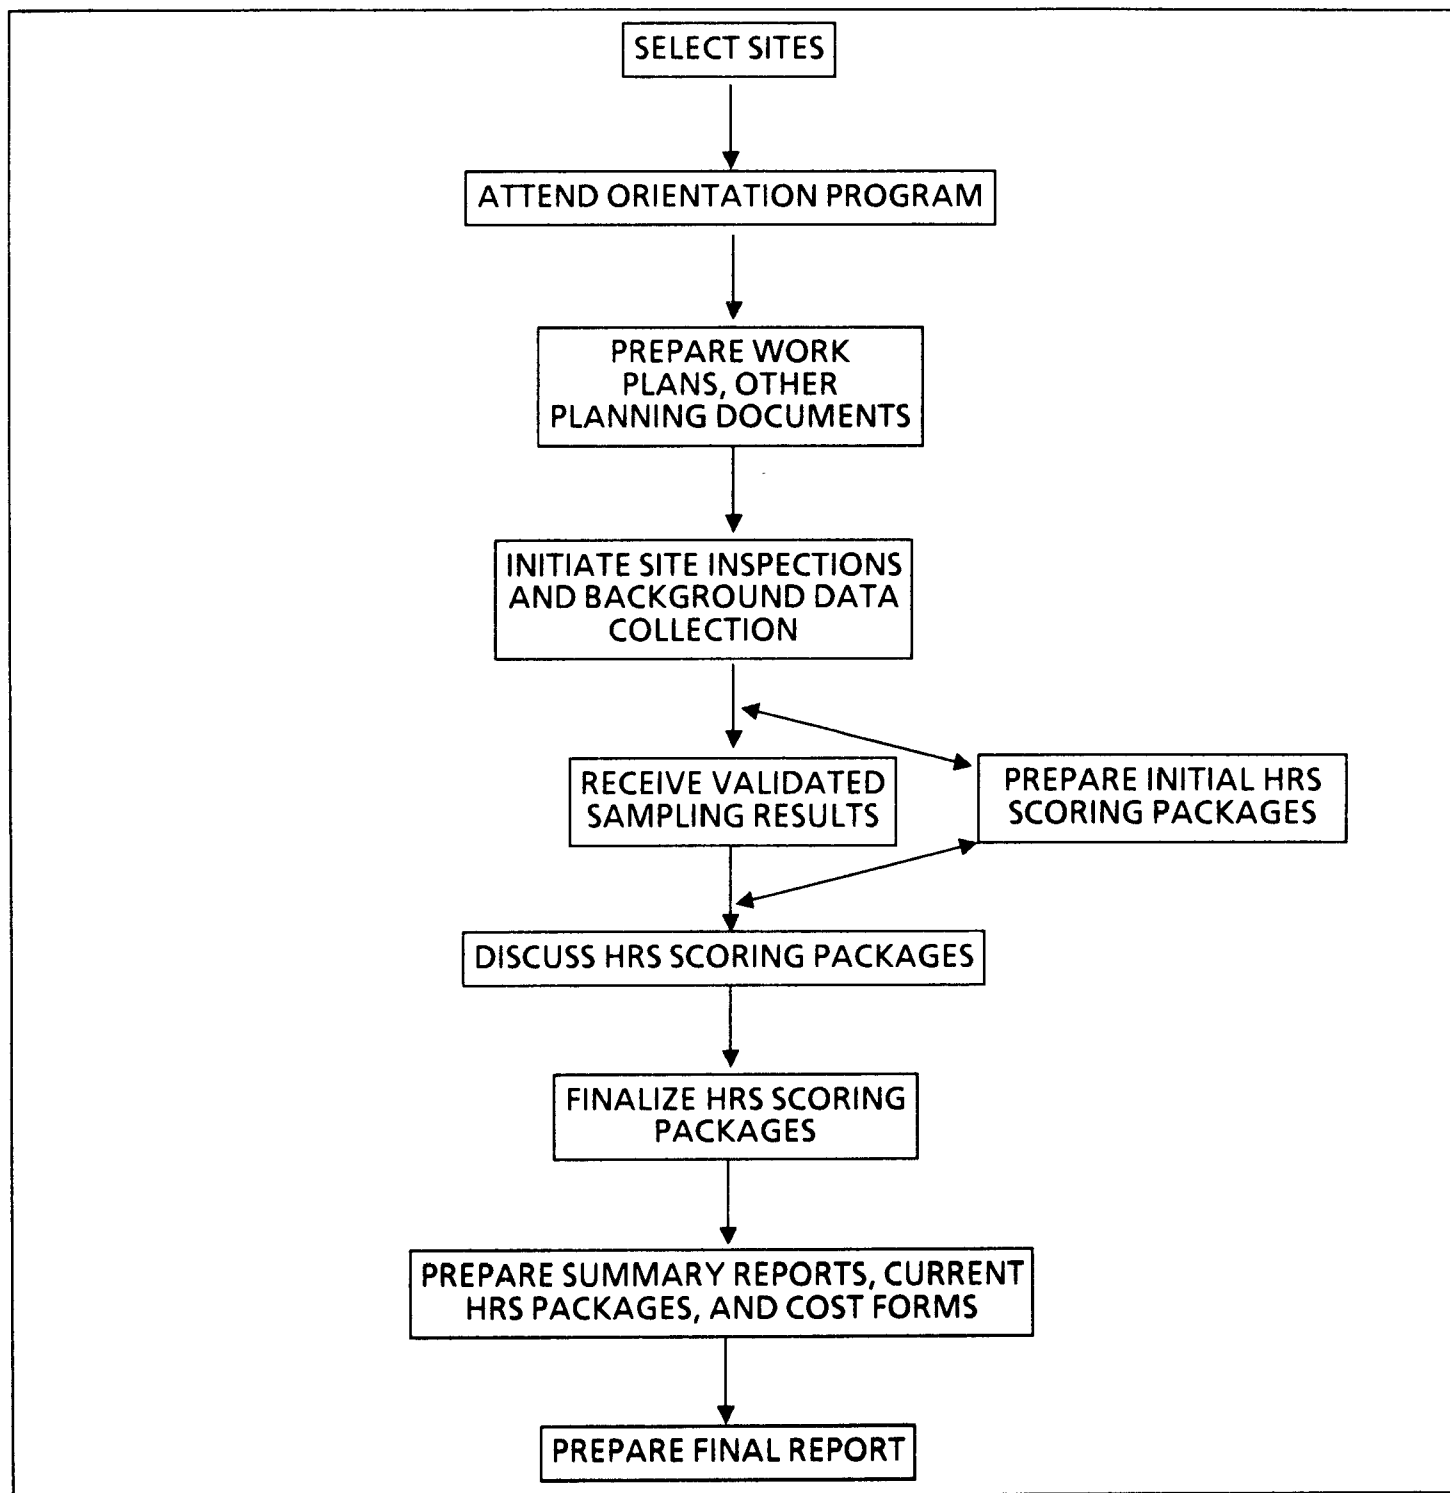 SELECT SITES
ATTEND ORIENTATION PROGRAM
PREPARE WORK
PLANS, OTHER
PLANNING DOCUMENTS
INITIATE SITE INSPECTIONS
AND BACKGROUND DATA
COLLECTION
RECEIVE VALIDATED
SAMPLING RESULTS
PREPARE INITIAL HRS
SCORING PACKAGES
DISCUSS HRS SCORING PACKAGES
FINALIZE HRS SCORING
PACKAGES
PREPARE SUMMARY REPORTS, CURRENT
HRS PACKAGES, AND COST FORMS
PREPARE FINAL REPORT